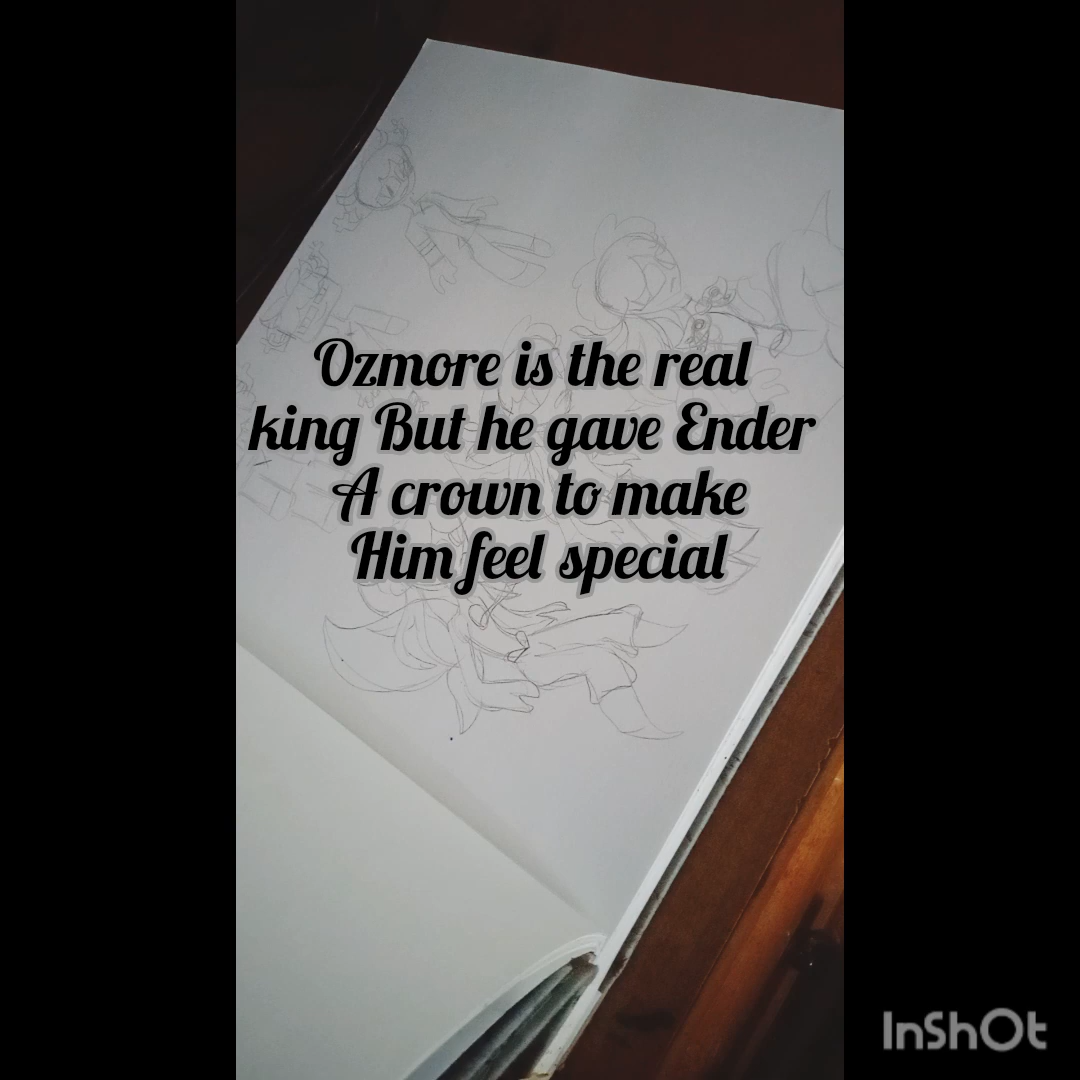 Ozmore is the real
king But he gave Ender
A crown to make
Him feel special
InShOt